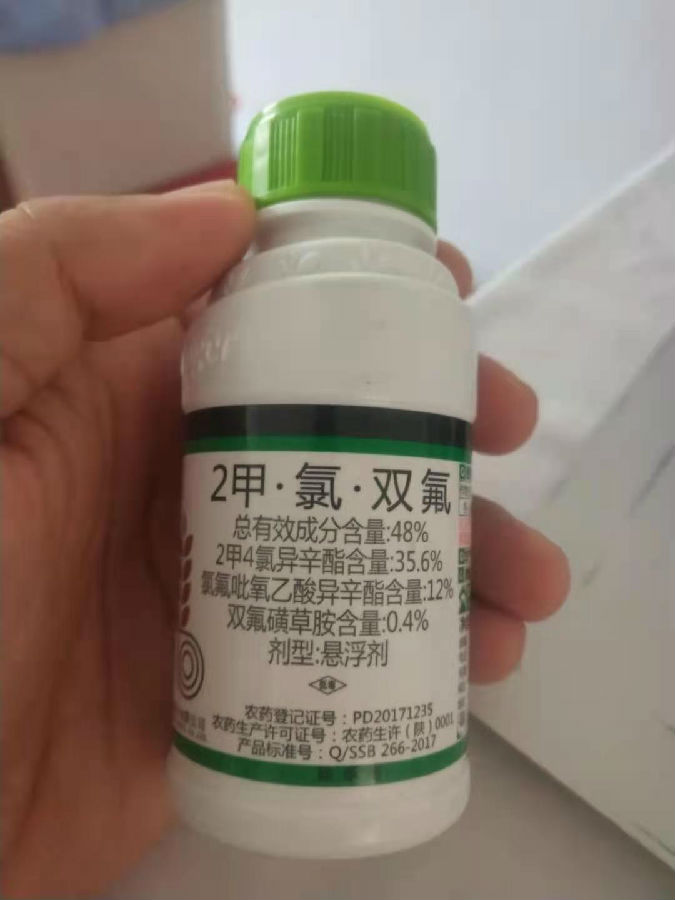 2甲·氯·双氟
总有效成分含量:48%
2甲4氯异辛酯含量:35.6%
氯氟吡氧乙酸异辛酯含量:12%
双氟磺草胺含量:0.4%
剂型:悬浮剂
农药登记证号：PD20171235
农药生产许可证号：农药生许(陕)0001
产品标准号：Q/SSB 266-2017